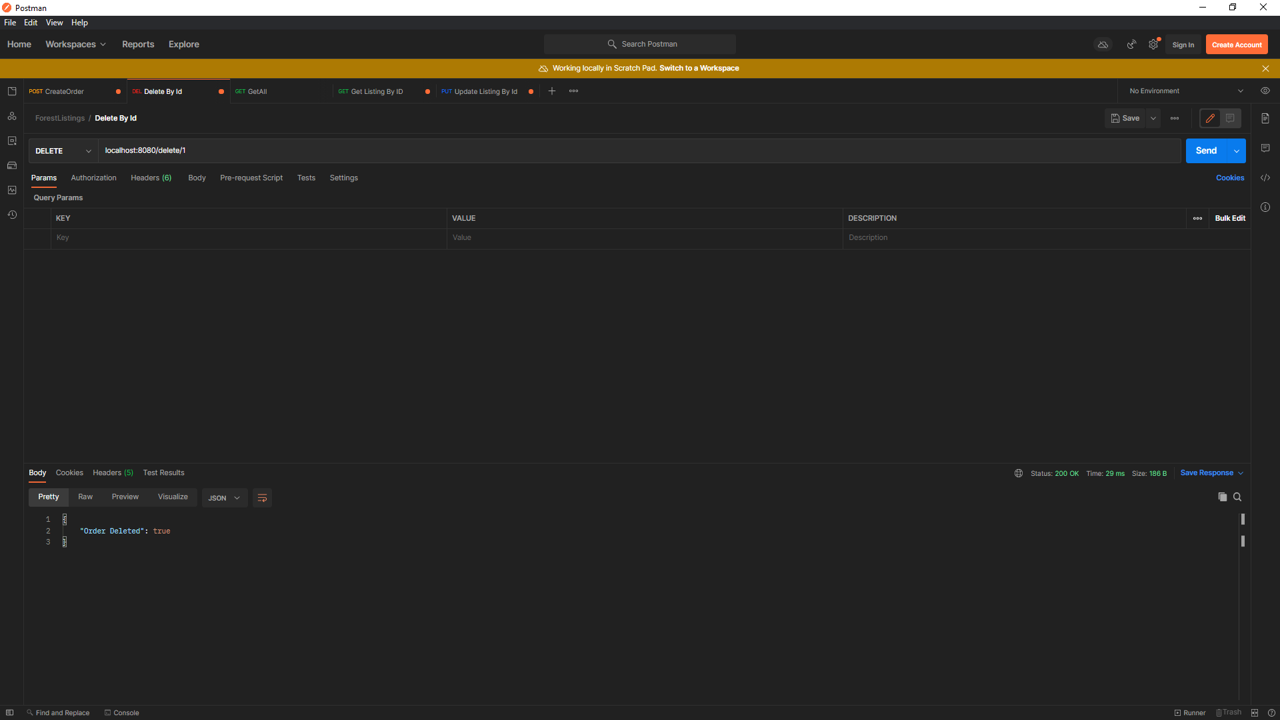 Postman
File Edit View Help
Home Workspaces Reports Explore Search Postman Sign In Create Account
Working locally in Scratch Pad. Switch to a Workspace
POST CreateOrder DEL Delete By Id GET GetAll GET Get Listing By ID PUT Update Listing By Id No Environment
ForestListings / Delete By Id Save
DELETE localhost:8080/delete/1 Send
Params Authorization Headers (6) Body Pre-request Script Tests Settings Cookies
Query Params
KEY VALUE DESCRIPTION Bulk Edit
Key Value Description
Body Cookies Headers (5) Test Results Status: 200 OK Time: 29 ms Size: 186 B Save Response
Pretty Raw Preview Visualize JSON
1 {
2 "Order Deleted": true
3 }
Find and Replace Console Runner Trash